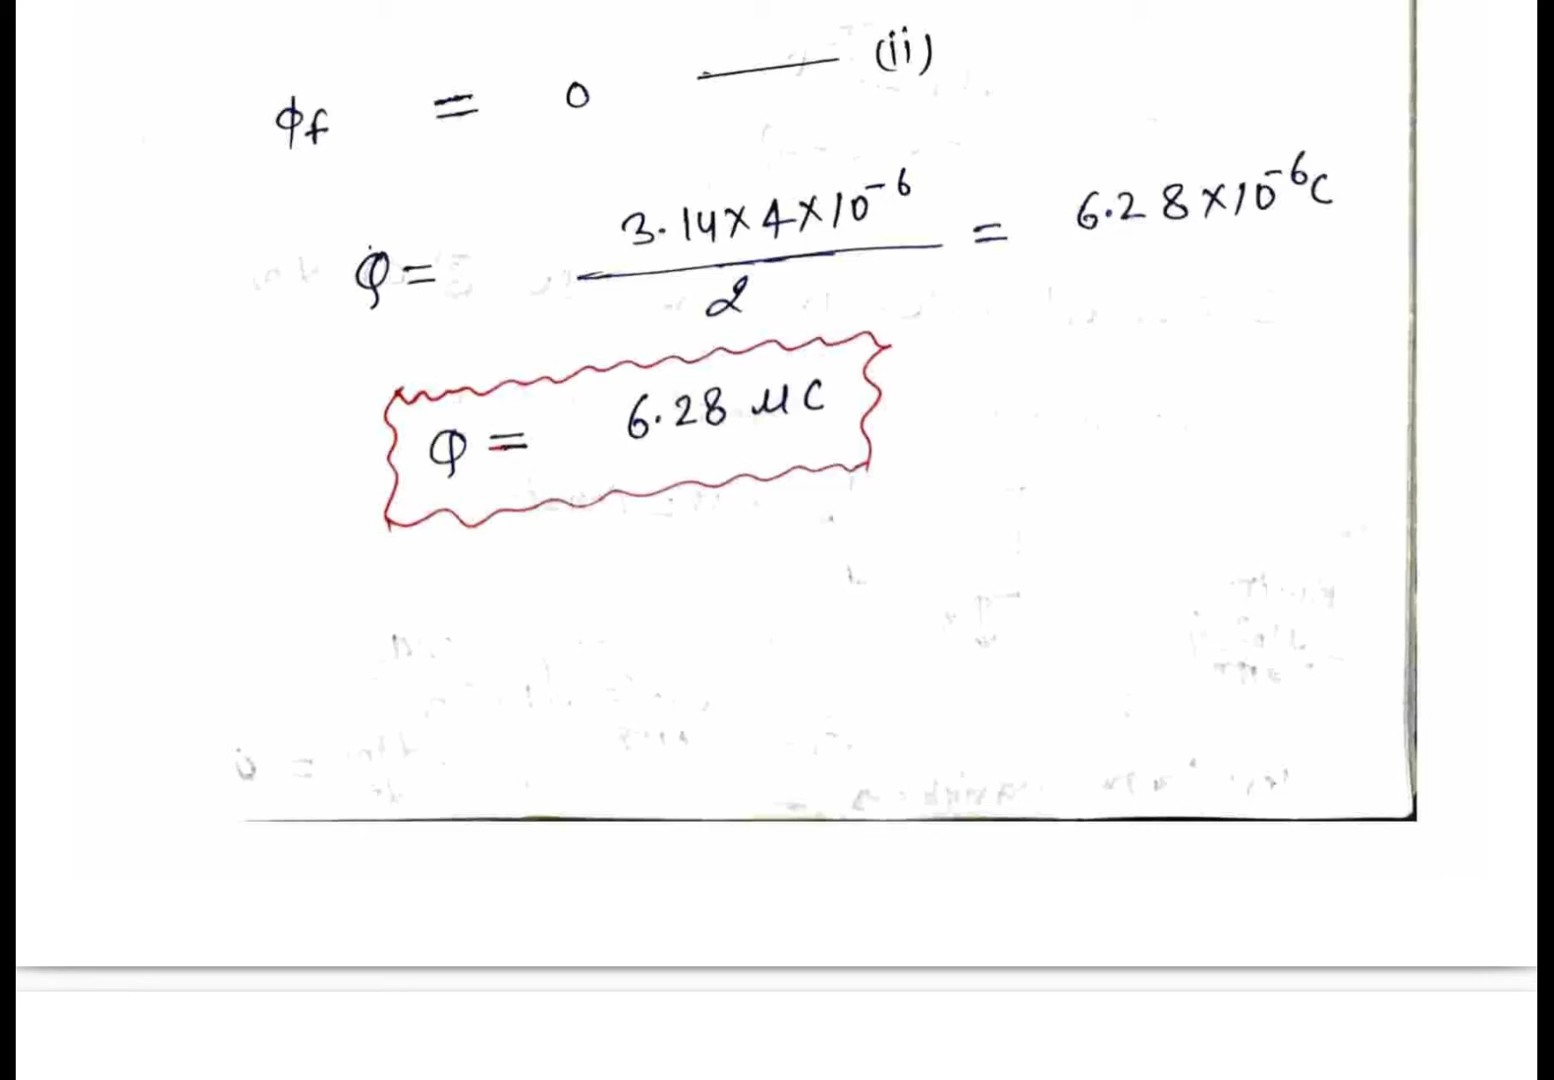 ϕf = 0 —— (ii)
Q = 3.14×4×10⁻⁶ / 2 = 6.28×10⁻⁶C
Q = 6.28 μC